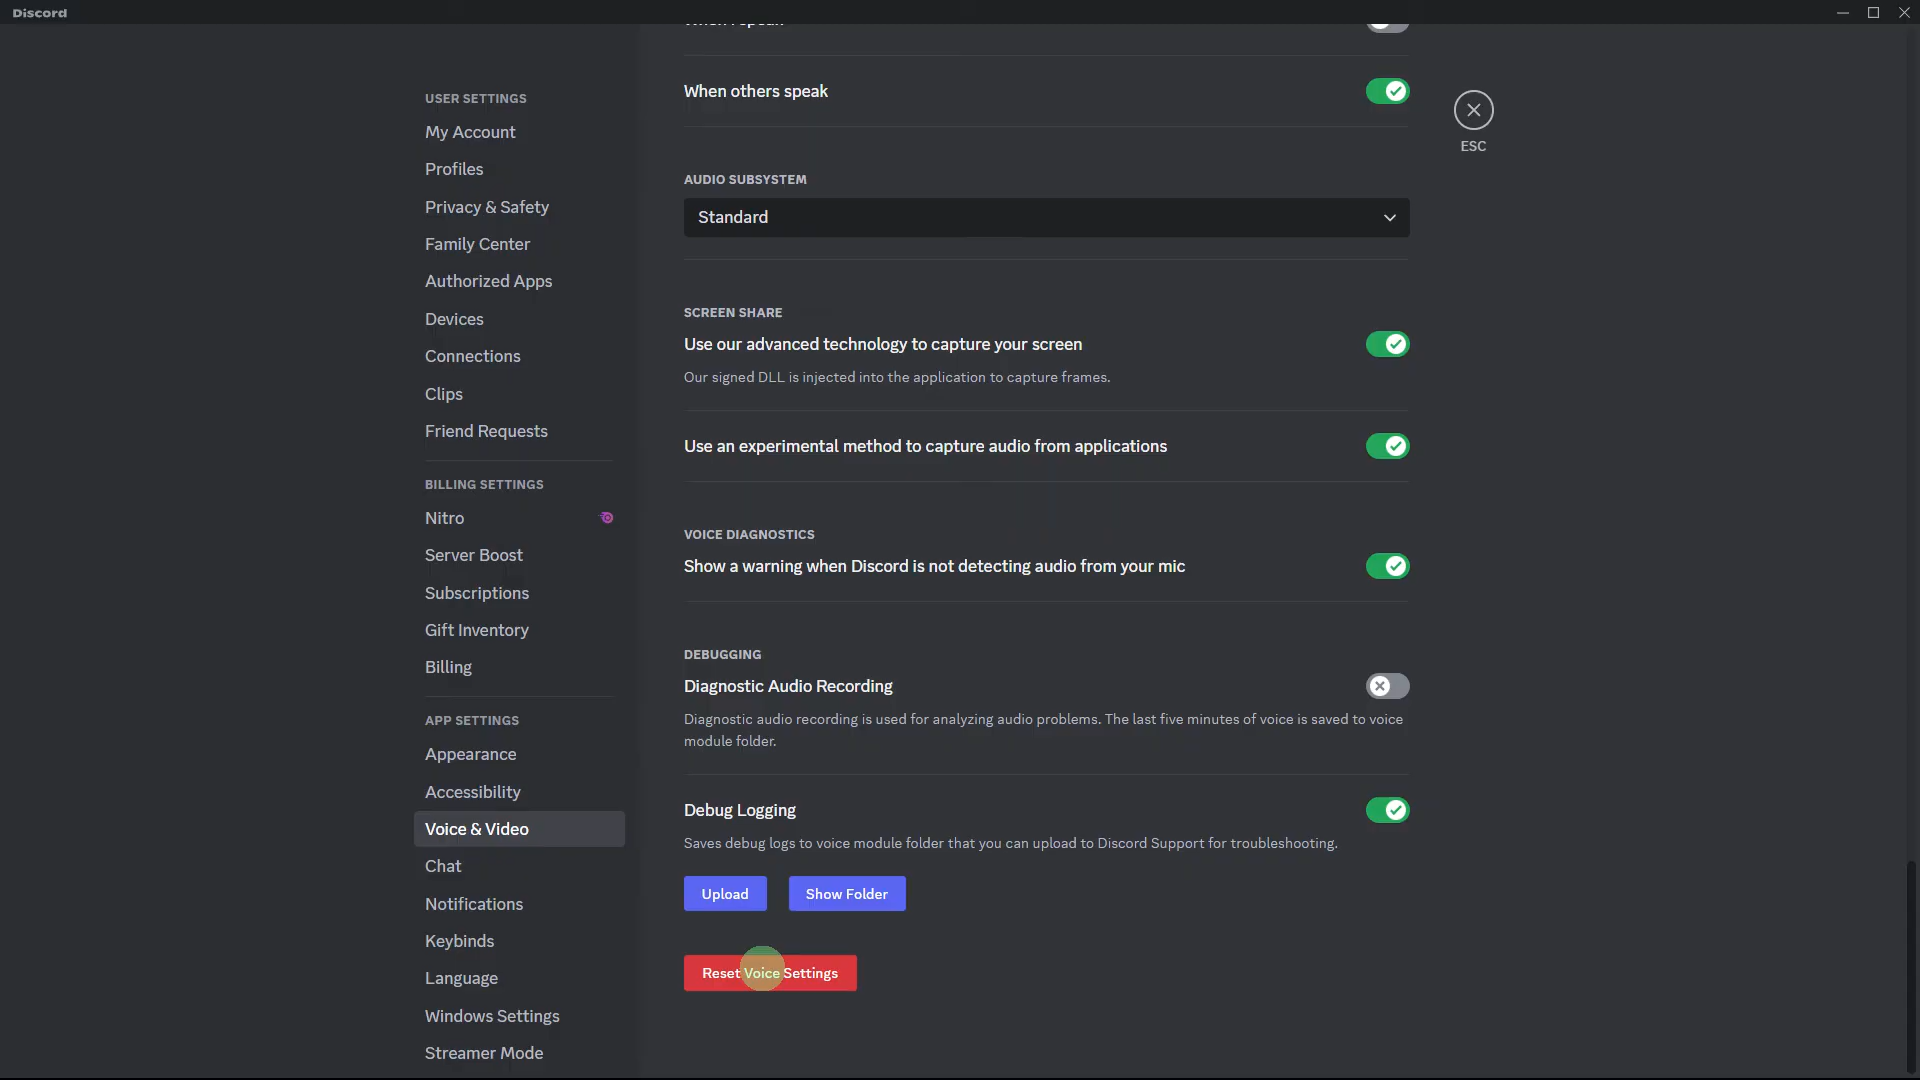 Discord
USER SETTINGS
My Account
Profiles
Privacy & Safety
Family Center
Authorized Apps
Devices
Connections
Clips
Friend Requests
BILLING SETTINGS
Nitro
Server Boost
Subscriptions
Gift Inventory
Billing
APP SETTINGS
Appearance
Accessibility
Voice & Video
Chat
Notifications
Keybinds
Language
Windows Settings
Streamer Mode
When others speak
AUDIO SUBSYSTEM
Standard
SCREEN SHARE
Use our advanced technology to capture your screen
Our signed DLL is injected into the application to capture frames.
Use an experimental method to capture audio from applications
VOICE DIAGNOSTICS
Show a warning when Discord is not detecting audio from your mic
DEBUGGING
Diagnostic Audio Recording
Diagnostic audio recording is used for analyzing audio problems. The last five minutes of voice is saved to voice
module folder.
Debug Logging
Saves debug logs to voice module folder that you can upload to Discord Support for troubleshooting.
Upload
Show Folder
Reset Voice Settings
ESC